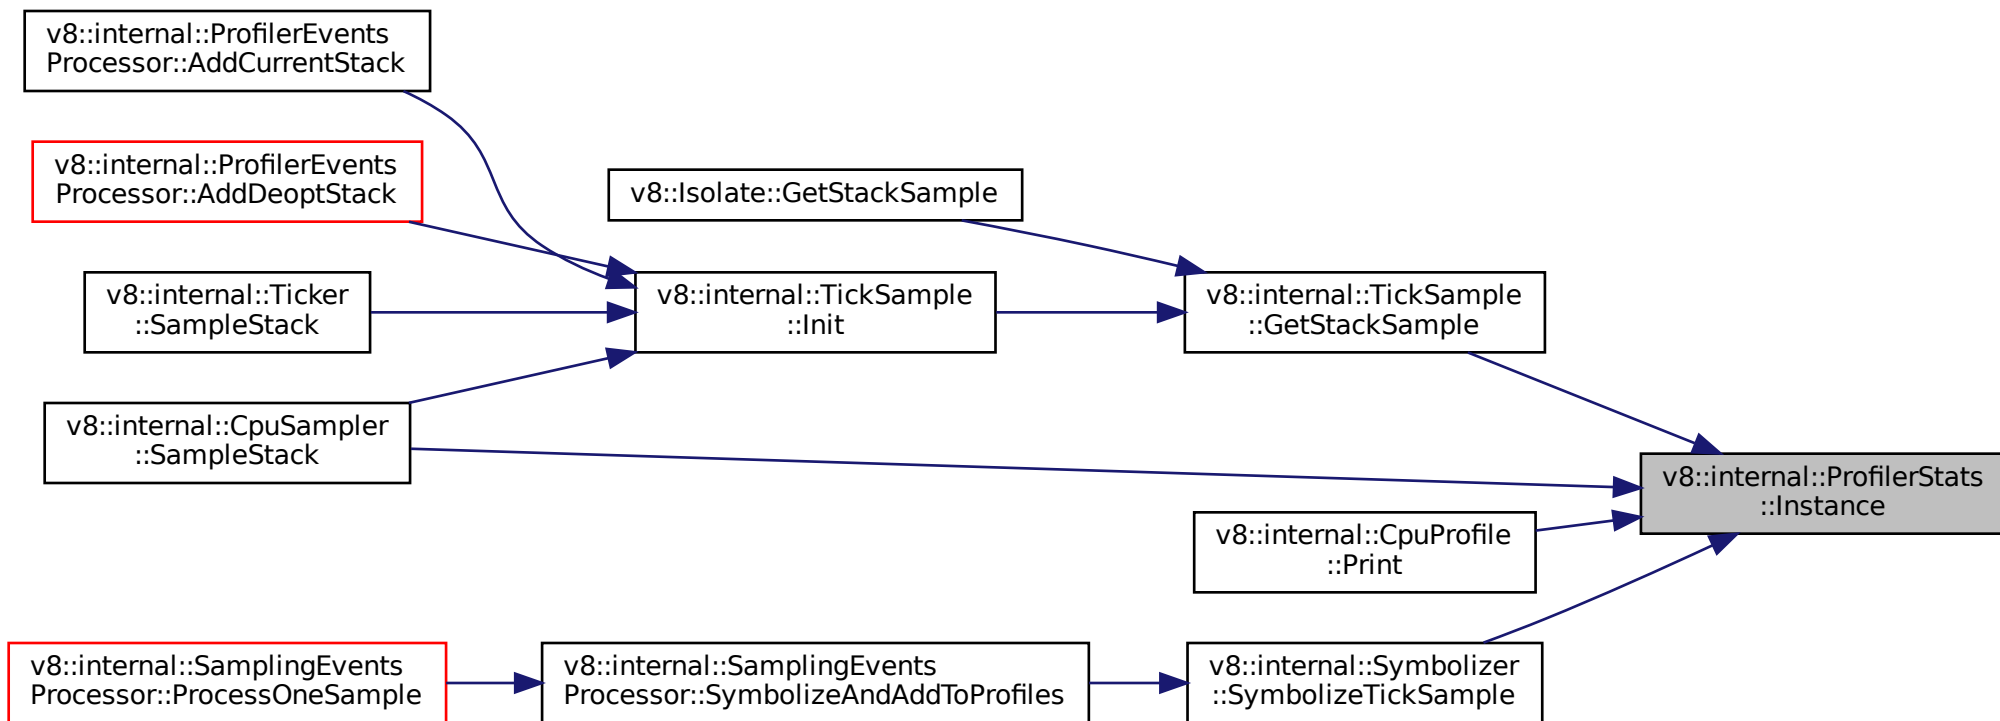 v8::internal::ProfilerEvents
Processor::AddCurrentStack
v8::internal::ProfilerEvents
Processor::AddDeoptStack
v8::Isolate::GetStackSample
v8::internal::Ticker
::SampleStack
v8::internal::TickSample
::Init
v8::internal::TickSample
::GetStackSample
v8::internal::CpuSampler
::SampleStack
v8::internal::ProfilerStats
::Instance
v8::internal::CpuProfile
::Print
v8::internal::SamplingEvents
Processor::ProcessOneSample
v8::internal::SamplingEvents
Processor::SymbolizeAndAddToProfiles
v8::internal::Symbolizer
::SymbolizeTickSample